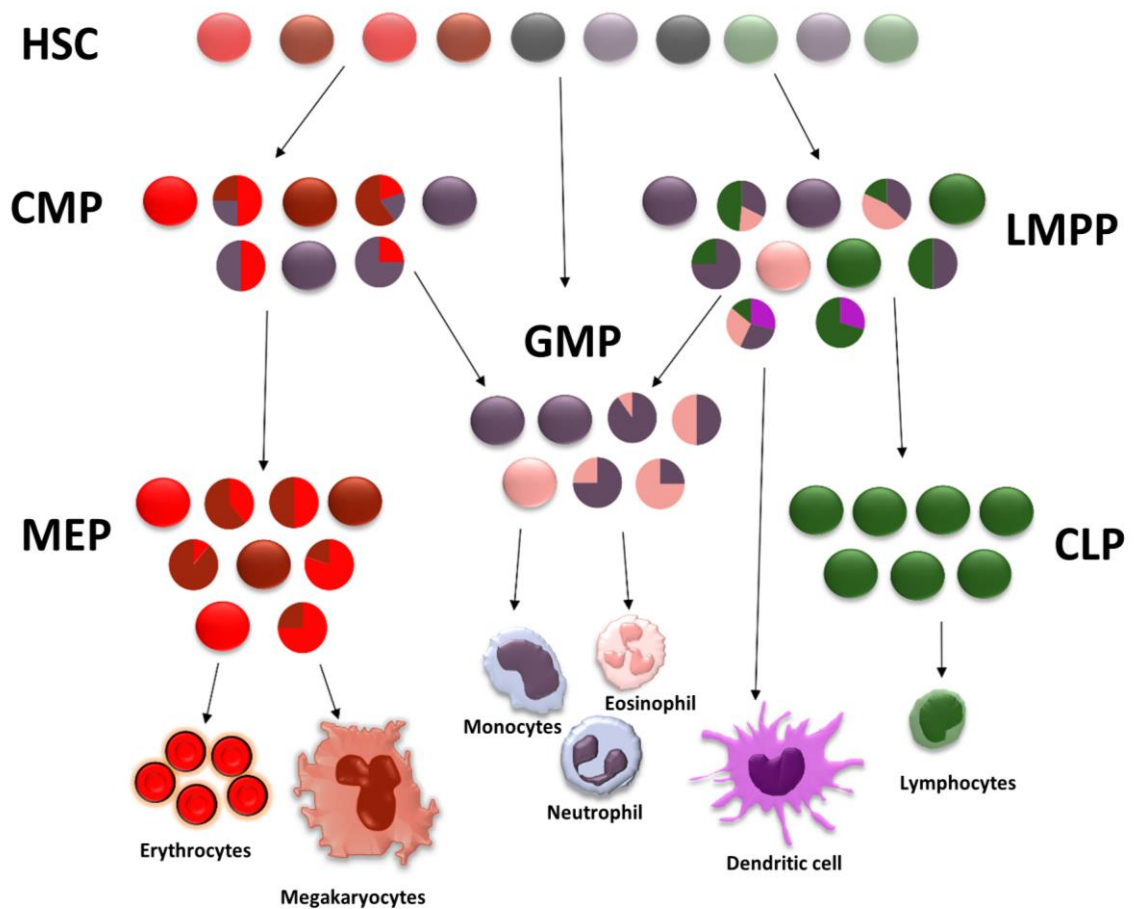 HSC
CMP
LMPP
GMP
MEP
CLP
Monocytes
Eosinophil
Neutrophil
Erythrocytes
Megakaryocytes
Dendritic cell
Lymphocytes